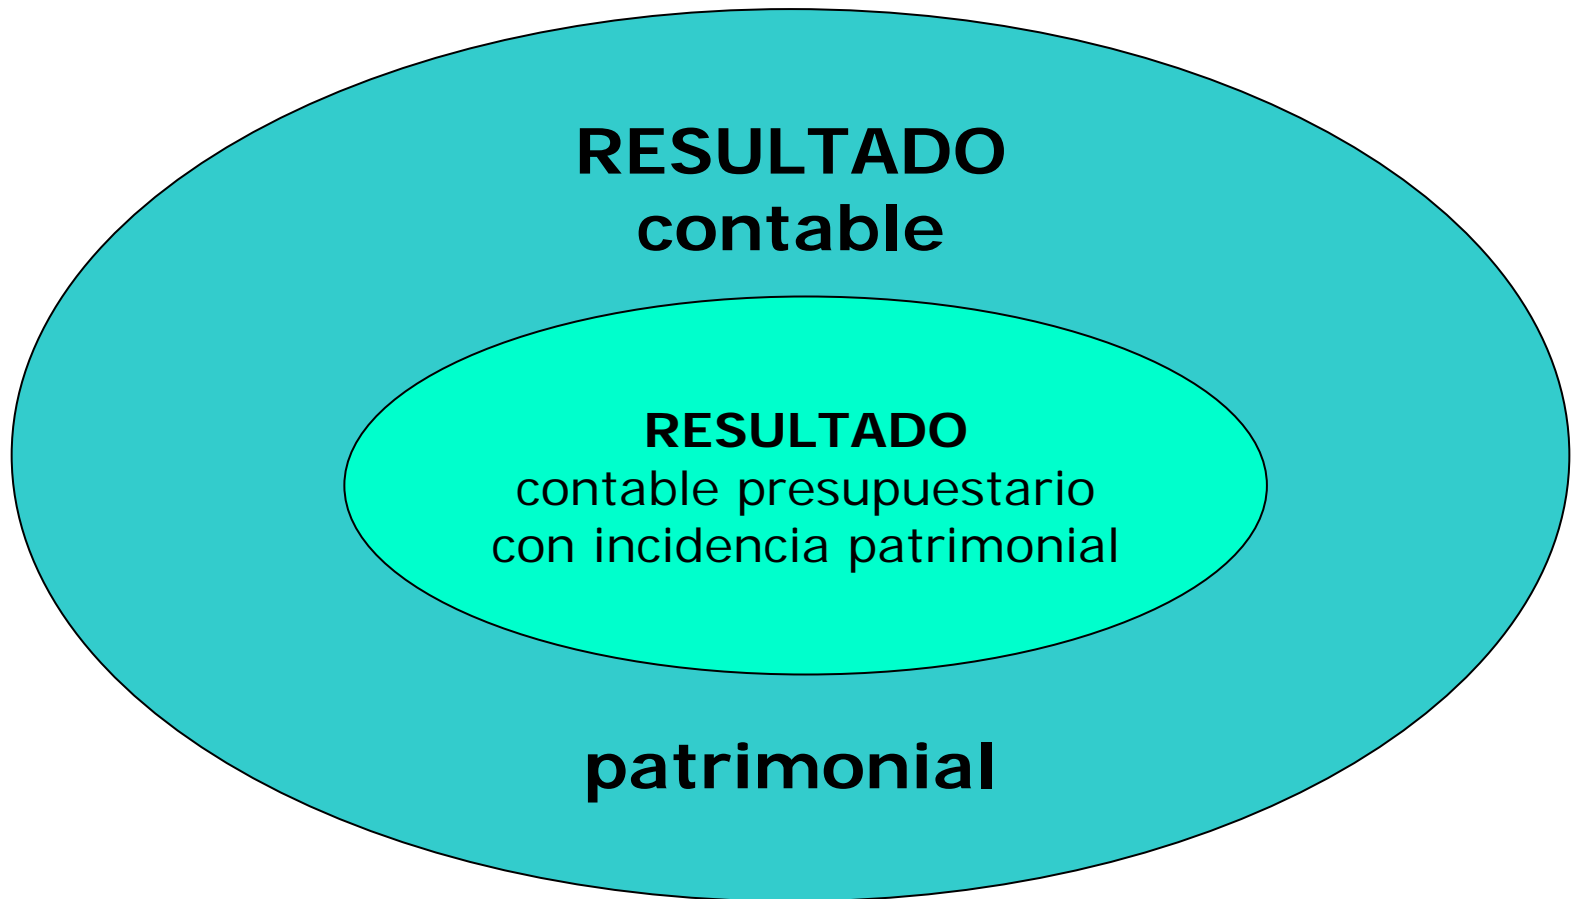 RESULTADO
contable
RESULTADO
contable presupuestario
con incidencia patrimonial
patrimonial